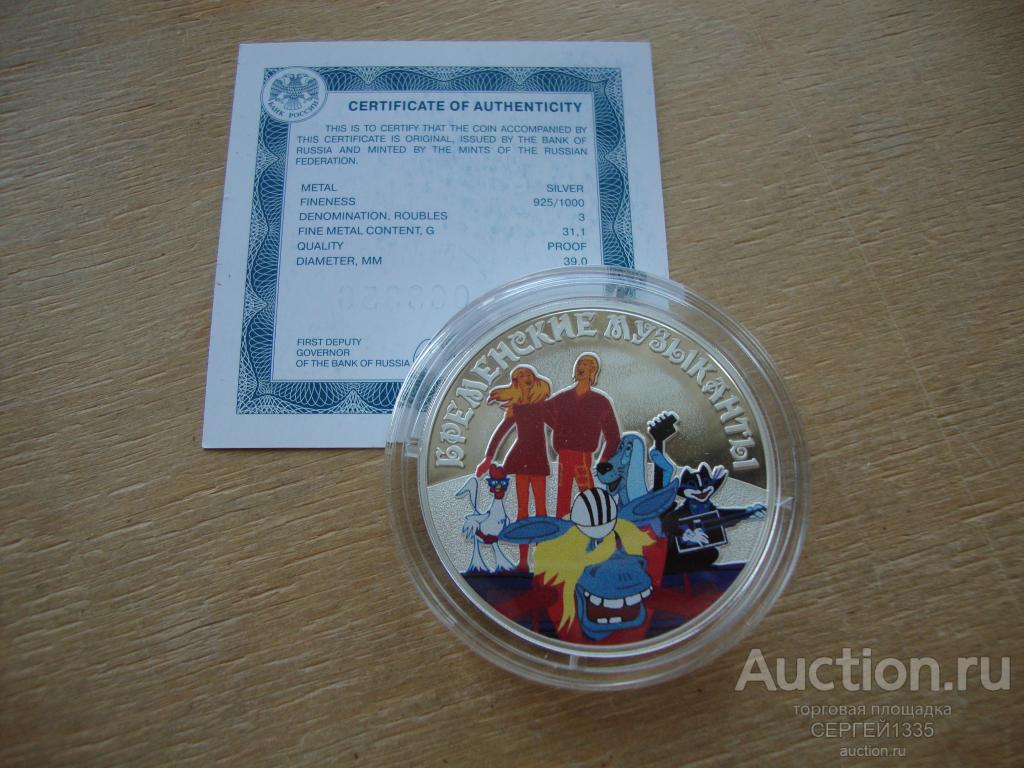 БАНК РОССИИ
CERTIFICATE OF AUTHENTICITY
THIS IS TO CERTIFY THAT THE COIN ACCOMPANIED BY
THIS CERTIFICATE IS ORIGINAL, ISSUED BY THE BANK OF
RUSSIA AND MINTED BY THE MINTS OF THE RUSSIAN
FEDERATION.
METAL SILVER
FINENESS 925/1000
DENOMINATION, ROUBLES 3
FINE METAL CONTENT, G 31,1
QUALITY PROOF
DIAMETER, MM 39.0
FIRST DEPUTY
GOVERNOR
OF THE BANK OF RUSSIA
БРЕМЕНСКИЕ МУЗЫКАНТЫ
Auction.ru
торговая площадка
СЕРГЕЙ1335
auction.ru